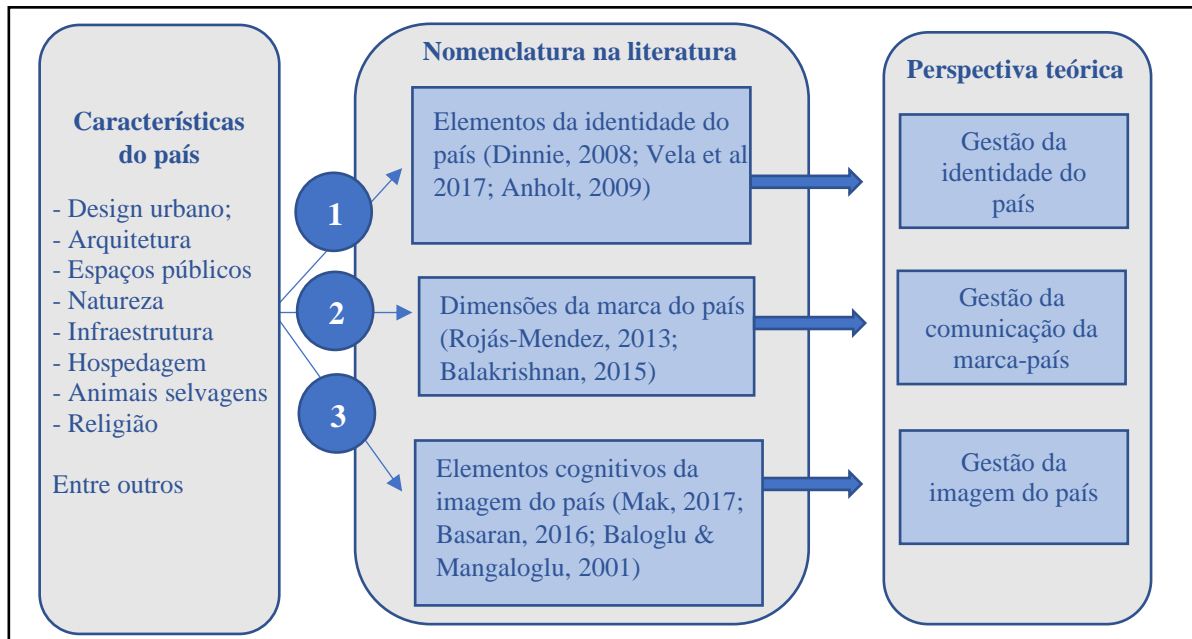 Características
do país
- Design urbano;
- Arquitetura
- Espaços públicos
- Natureza
- Infraestrutura
- Hospedagem
- Animais selvagens
- Religião
Entre outros
1
2
3
Nomenclatura na literatura
Elementos da identidade do
país (Dinnie, 2008; Vela et al
2017; Anholt, 2009)
Dimensões da marca do país
(Rojás-Mendez, 2013;
Balakrishnan, 2015)
Elementos cognitivos da
imagem do país (Mak, 2017;
Basaran, 2016; Baloglu &
Mangaloglu, 2001)
Perspectiva teórica
Gestão da
identidade do
país
Gestão da
comunicação da
marca-país
Gestão da
imagem do país